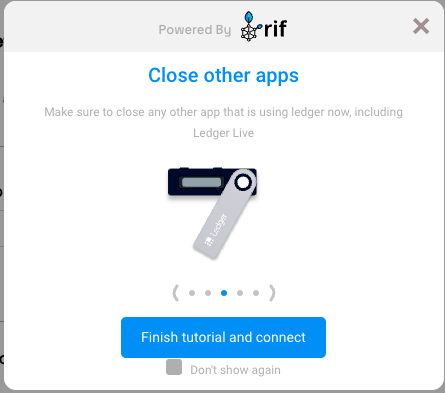 Powered By rif
Close other apps
Make sure to close any other app that is using ledger now, including
Ledger Live
Ledger
Finish tutorial and connect
Don't show again